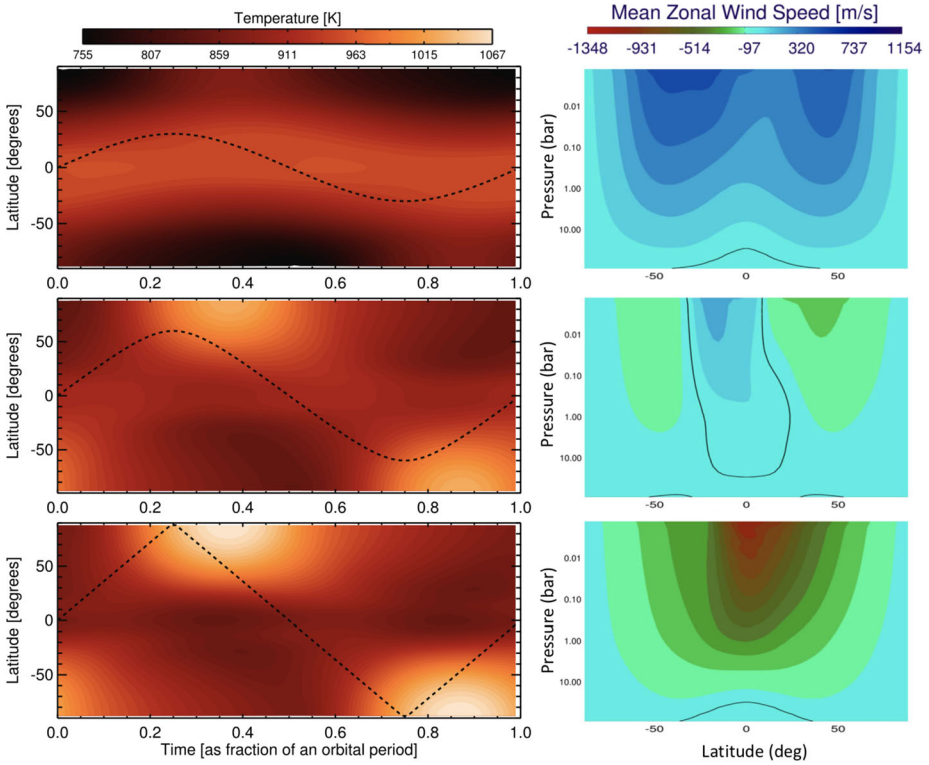 Temperature [K]
755 807 859 911 963 1015 1067
Mean Zonal Wind Speed [m/s]
-1348 -931 -514 -97 320 737 1154
Latitude [degrees]
50
0
-50
0.0 0.2 0.4 0.6 0.8 1.0
Pressure (bar)
0.01
0.10
1.00
10.00
-50 0 50
Latitude [degrees]
50
0
-50
0.0 0.2 0.4 0.6 0.8 1.0
Pressure (bar)
0.01
0.10
1.00
10.00
-50 0 50
Latitude [degrees]
50
0
-50
0.0 0.2 0.4 0.6 0.8 1.0
Time [as fraction of an orbital period]
Pressure (bar)
0.01
0.10
1.00
10.00
-50 0 50
Latitude (deg)